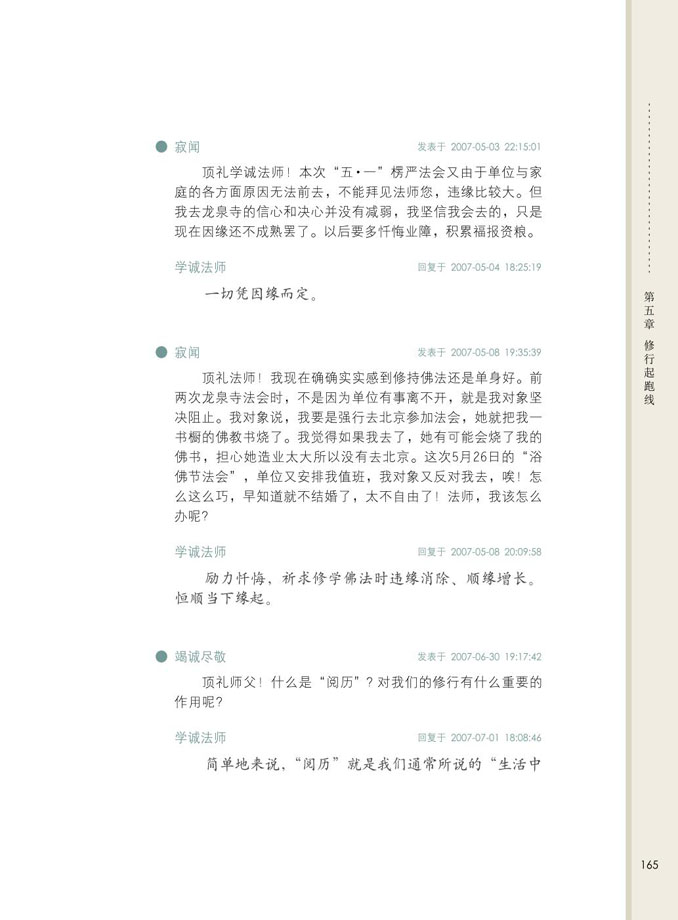 寂闻 发表于 2007-05-03 22:15:01
顶礼学诚法师！本次“五·一”楞严法会又由于单位与家
庭的各方面原因无法前去，不能拜见法师您，违缘比较大。但
我去龙泉寺的信心和决心并没有减弱，我坚信我会去的，只是
现在因缘还不成熟罢了。以后要多忏悔业障，积累福报资粮。
学诚法师 回复于 2007-05-04 18:25:19
一切凭因缘而定。
寂闻 发表于 2007-05-08 19:35:39
顶礼法师！我现在确确实实感到修持佛法还是单身好。前
两次龙泉寺法会时，不是因为单位有事离不开，就是我对象坚
决阻止。我对象说，我要是强行去北京参加法会，她就把我一
书橱的佛教书烧了。我觉得如果我去了，她有可能会烧了我的
佛书，担心她造业太大所以没有去北京。这次5月26日的“浴
佛节法会”，单位又安排我值班，我对象又反对我去，唉！怎
么这么巧，早知道就不结婚了，太不自由了！法师，我该怎么
办呢？
学诚法师 回复于 2007-05-08 20:09:58
励力忏悔，祈求修学佛法时违缘消除、顺缘增长。
恒顺当下缘起。
竭诚尽敬 发表于 2007-06-30 19:17:42
顶礼师父！什么是“阅历”？对我们的修行有什么重要的
作用呢？
学诚法师 回复于 2007-07-01 18:08:46
简单地来说，“阅历”就是我们通常所说的“生活中
第五章 修行起跑线
165